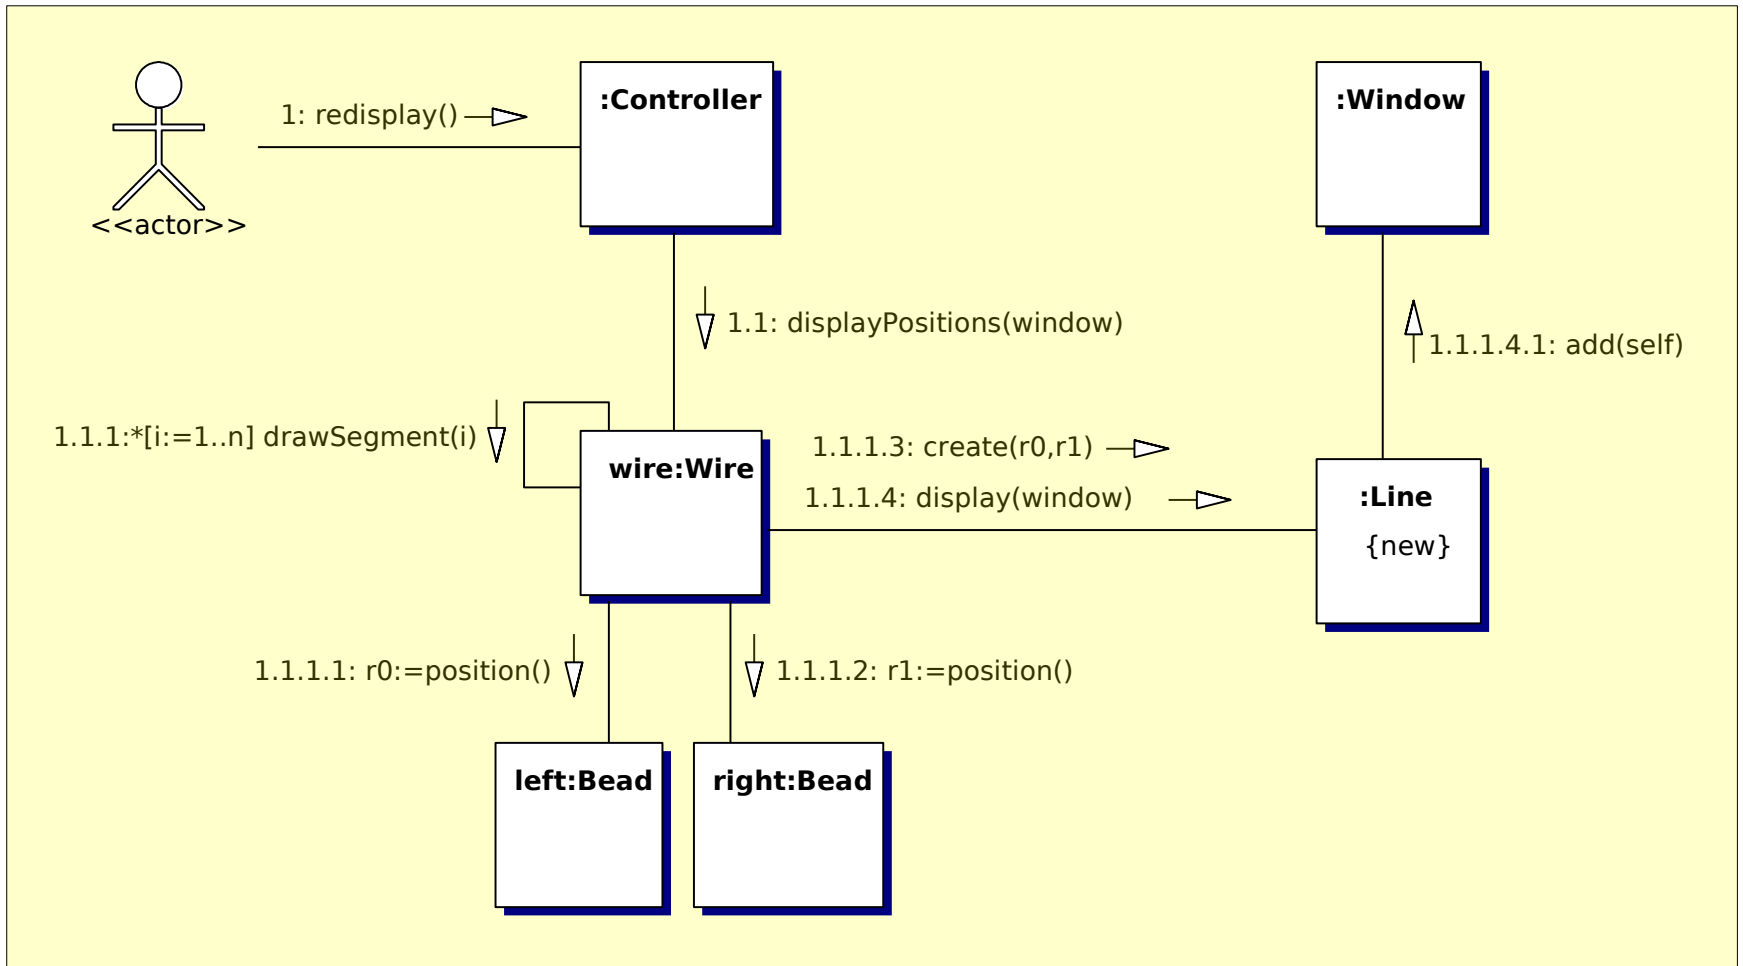 :Controller
:Window
1: redisplay()
<<actor>>
1.1: displayPositions(window)
1.1.1.4.1: add(self)
1.1.1:*[i:=1..n] drawSegment(i)
wire:Wire
1.1.1.3: create(r0,r1)
1.1.1.4: display(window)
:Line
{new}
1.1.1.1: r0:=position()
1.1.1.2: r1:=position()
left:Bead
right:Bead